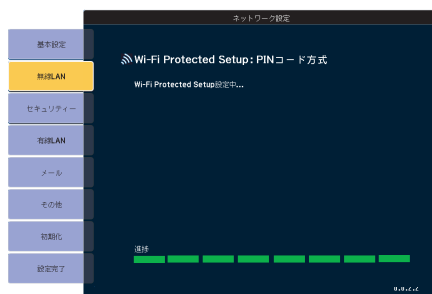 ネットワーク設定
基本設定
無線LAN
セキュリティー
有線LAN
メール
その他
初期化
設定完了
Wi-Fi Protected Setup: PINコード方式
Wi-Fi Protected Setup設定中...
進捗